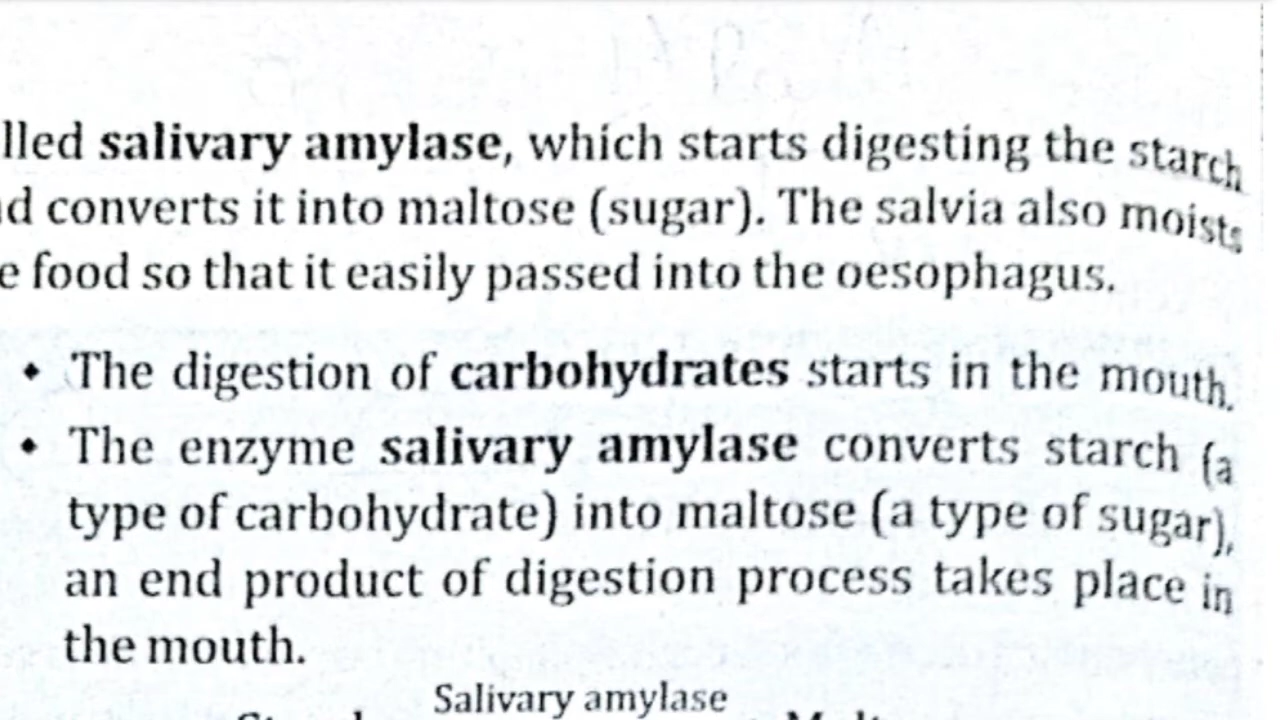 lled salivary amylase, which starts digesting the starch
d converts it into maltose (sugar). The salvia also moists
e food so that it easily passed into the oesophagus.
• The digestion of carbohydrates starts in the mouth.
• The enzyme salivary amylase converts starch (a
type of carbohydrate) into maltose (a type of sugar),
an end product of digestion process takes place in
the mouth.
Salivary amylase